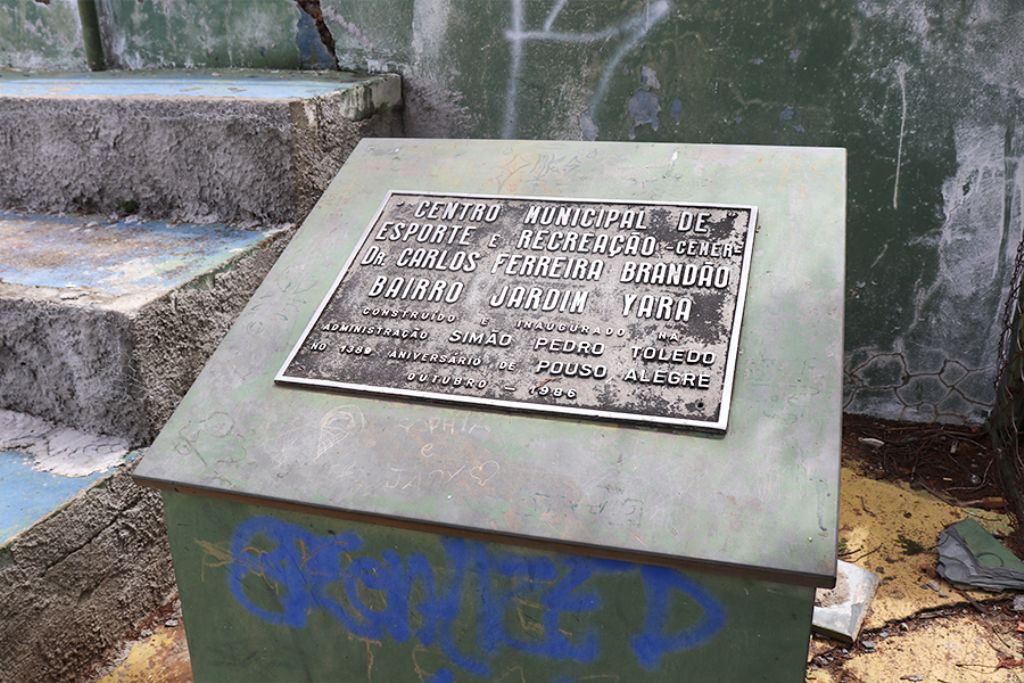 CENTRO MUNICIPAL DE
ESPORTE E RECREAÇÃO - CEMER -
DR. CARLOS FERREIRA BRANDÃO
BAIRRO JARDIM YARA
CONSTRUIDO E INAUGURADO NA
ADMINISTRAÇÃO SIMÃO PEDRO TOLEDO
NO 138º ANIVERSÁRIO DE POUSO ALEGRE
OUTUBRO - 1986
e